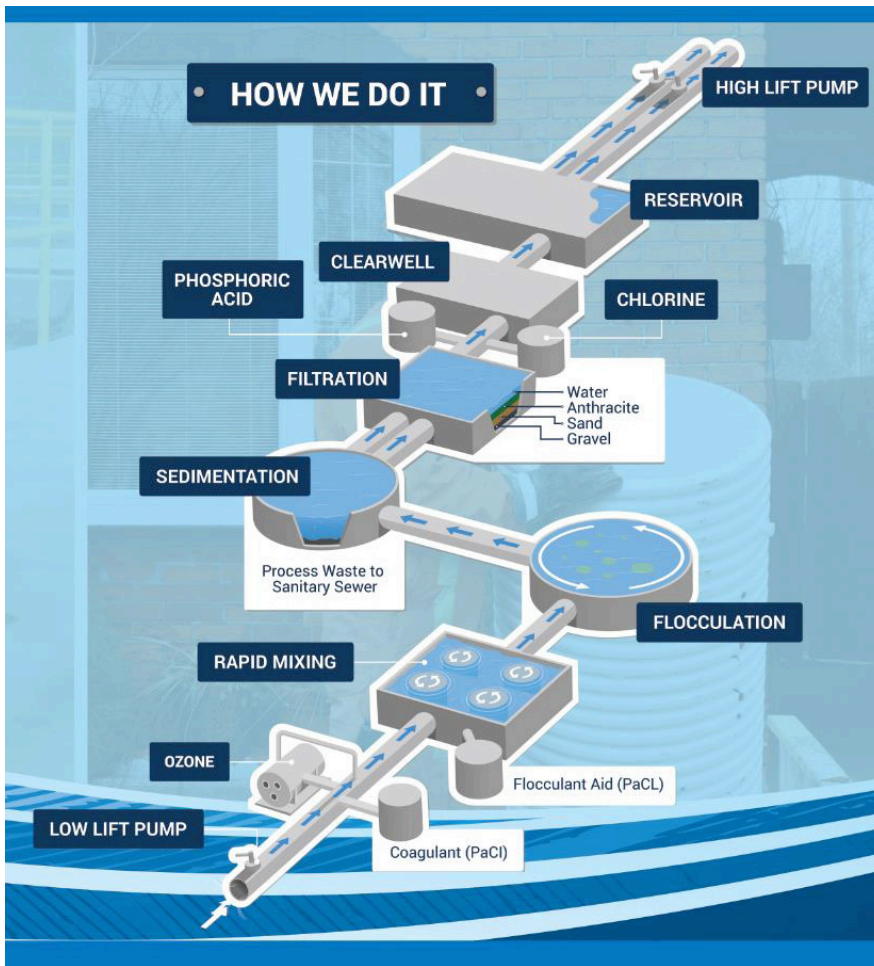 HOW WE DO IT
HIGH LIFT PUMP
RESERVOIR
CLEARWELL
PHOSPHORIC
ACID
CHLORINE
FILTRATION
Water
Anthracite
Sand
Gravel
SEDIMENTATION
Process Waste to
Sanitary Sewer
FLOCCULATION
RAPID MIXING
OZONE
Flocculant Aid (PaCL)
LOW LIFT PUMP
Coagulant (PaCl)